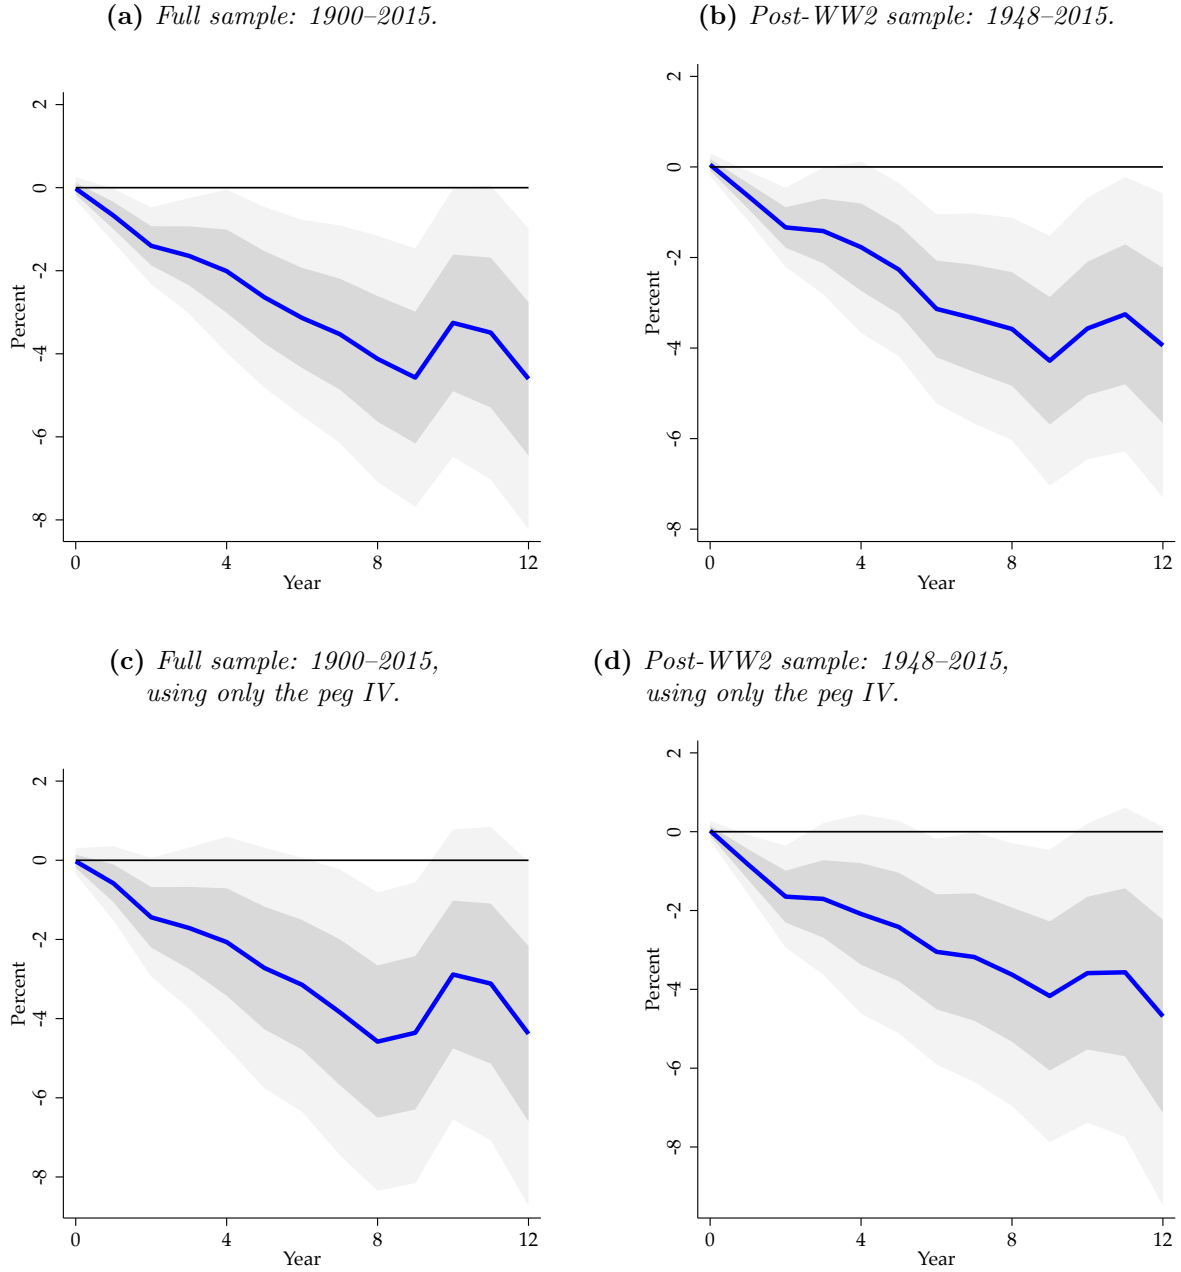 (a) Full sample: 1900–2015.
(b) Post-WW2 sample: 1948–2015.
2
0
-2
-4
-6
-8
Percent
0 4 8 12
Year
2
0
-2
-4
-6
-8
Percent
0 4 8 12
Year
(c) Full sample: 1900–2015,
using only the peg IV.
(d) Post-WW2 sample: 1948–2015,
using only the peg IV.
2
0
-2
-4
-6
-8
Percent
0 4 8 12
Year
2
0
-2
-4
-6
-8
Percent
0 4 8 12
Year